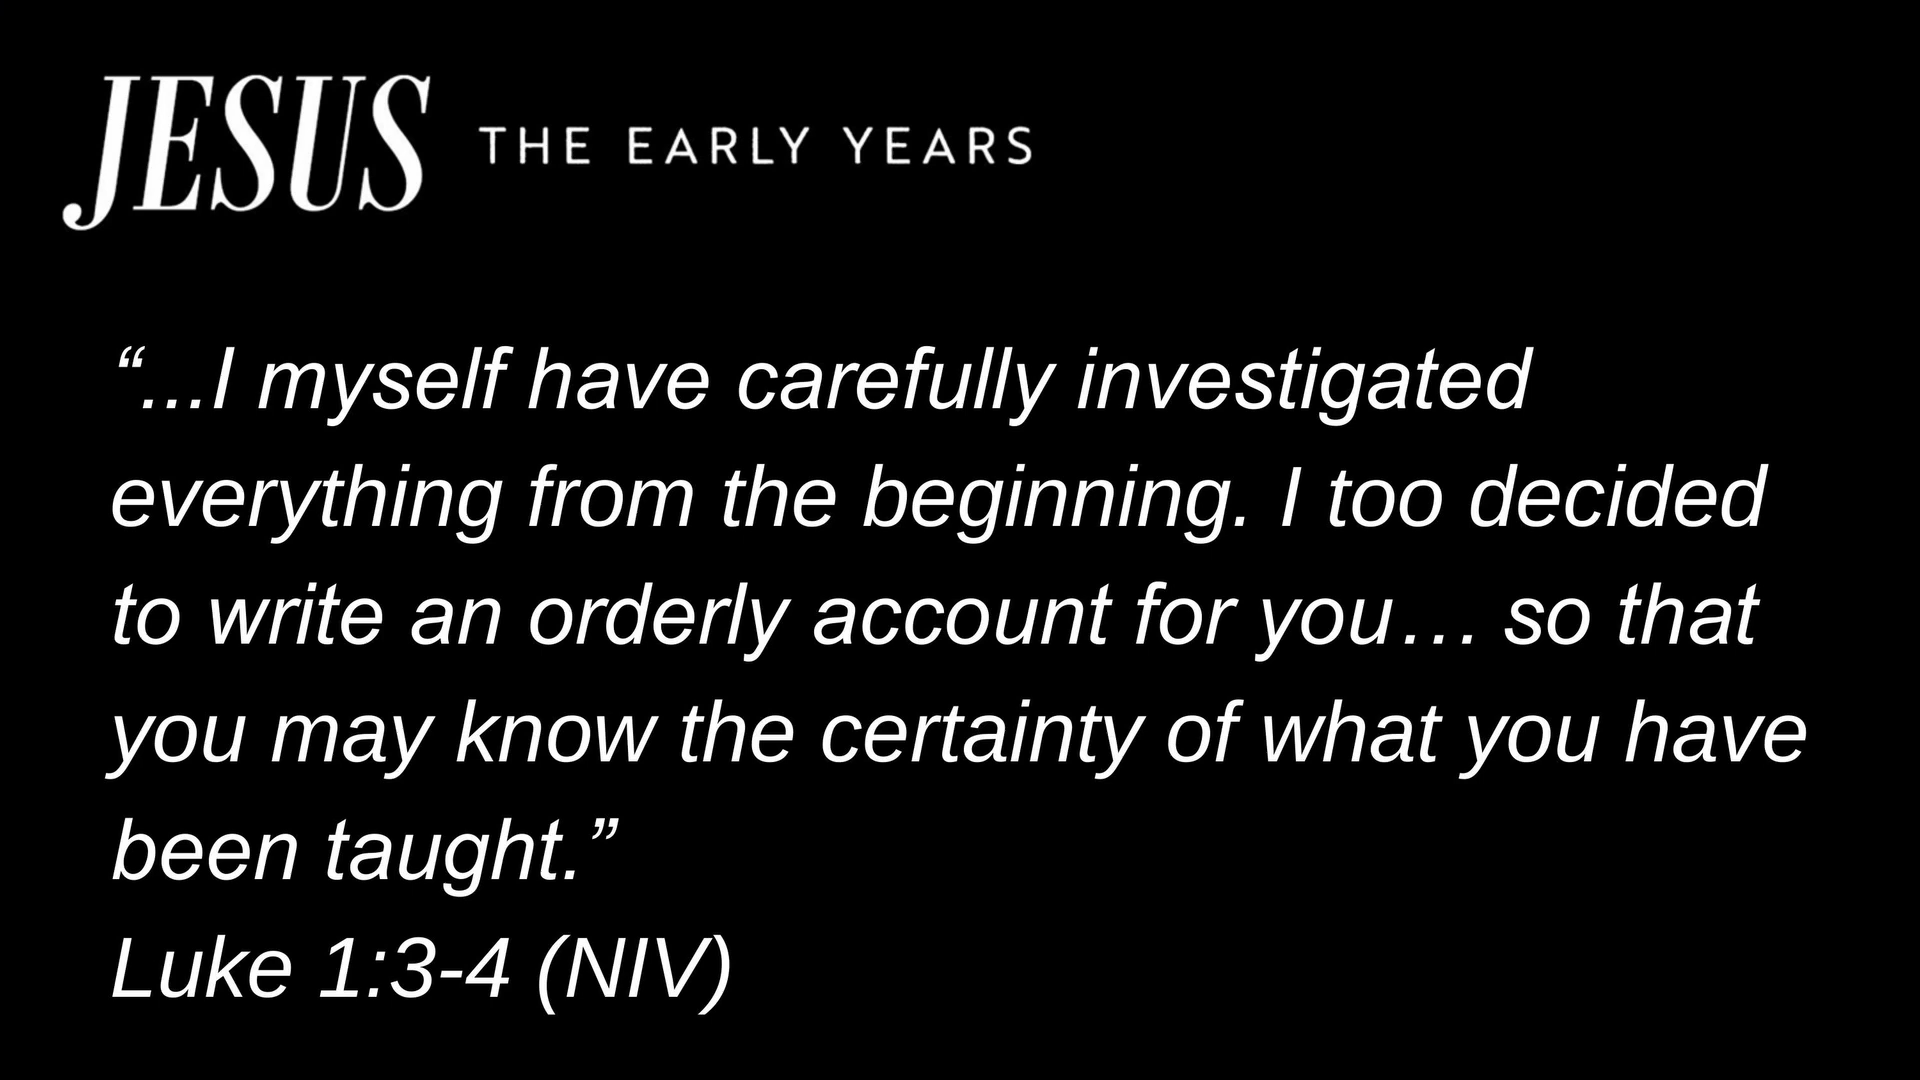 JESUS THE EARLY YEARS
“...I myself have carefully investigated
everything from the beginning. I too decided
to write an orderly account for you… so that
you may know the certainty of what you have
been taught.”
Luke 1:3-4 (NIV)